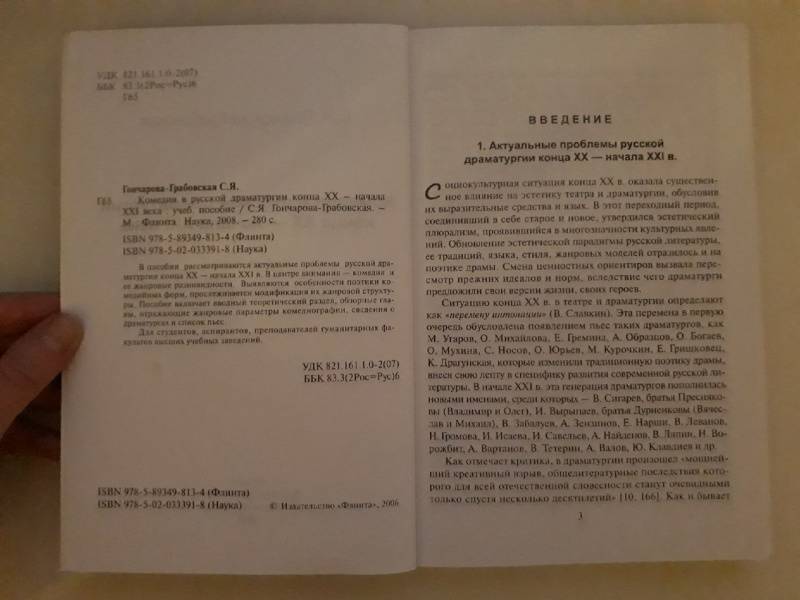 УДК 821.161.1.0-2(07)
ББК 83.3(2Рос=Рус)6
Г65
Гончарова-Грабовская С.Я.
Г65 Комедия в русской драматургии конца XX – начала
XXI века : учеб. пособие / С.Я. Гончарова-Грабовская. –
М. : Флинта : Наука, 2008. – 280 с.
ISBN 978-5-89349-813-4 (Флинта)
ISBN 978-5-02-033391-8 (Наука)
В пособии рассматриваются актуальные проблемы русской дра-
матургии конца XX – начала XXI в. В центре внимания – комедия и
ее жанровые разновидности. Выявляются особенности поэтики ко-
медийных форм, прослеживается модификация их жанровой структу-
ры. Пособие включает вводный теоретический раздел, обзорные гла-
вы, отражающие жанровые параметры комедиографии, сведения о
драматургах и список пьес.
Для студентов, аспирантов, преподавателей гуманитарных фа-
культетов высших учебных заведений.
УДК 821.161.1.0-2(07)
ББК 83.3(2Рос=Рус)6
ISBN 978-5-89349-813-4 (Флинта)
ISBN 978-5-02-033391-8 (Наука)
© Издательство «Флинта», 2006
ВВЕДЕНИЕ
1. Актуальные проблемы русской
драматургии конца XX — начала XXI в.
Социокультурная ситуация конца XX в. оказала существен-
ное влияние на эстетику театра и драматургии, обусловив
их выразительные средства и язык. В этот переходный период,
соединивший в себе старое и новое, утвердился эстетический
плюрализм, проявившийся в многозначности культурных явле-
ний. Обновление эстетической парадигмы русской литературы,
ее традиций, языка, стиля, жанровых моделей отразилось и на
поэтике драмы. Смена ценностных ориентиров вызвала пере-
смотр прежних идеалов и норм, вследствие чего драматурги
предложили свои версии жизни, своих героев.
Ситуацию конца XX в. в театре и драматургии определяют
как «перемену интонации» (В. Славкин). Эта перемена в первую
очередь обусловлена появлением пьес таких драматургов, как
М. Угаров, О. Михайлова, Е. Гремина, А. Образцов, О. Богаев,
О. Мухина, С. Носов, О. Юрьев, М. Курочкин, Е. Гришковец,
К. Драгунская, которые изменили традиционную поэтику драмы,
внеся свою лепту в специфику развития современной русской ли-
тературы. В начале XXI в. эта генерация драматургов пополнилась
новыми именами, среди которых — В. Сигарев, братья Пресняко-
вы (Владимир и Олег), И. Вырыпаев, братья Дурненковы (Вячес-
лав и Михаил), В. Забалуев, А. Зензинов, Е. Нарши, В. Леванов,
Н. Громова, И. Исаева, И. Савельев, А. Найденов, В. Ляпин, Н. Во-
рожбит, А. Вартанов, В. Тетерин, А. Валов, Ю. Клавдиев и др.
Как отмечает критика, в драматургии произошел «мощней-
ший креативный взрыв, общелитературные последствия кото-
рого для всей отечественной словесности станут очевидными
только спустя несколько десятилетий» [10, 166]. Как и бывает
3